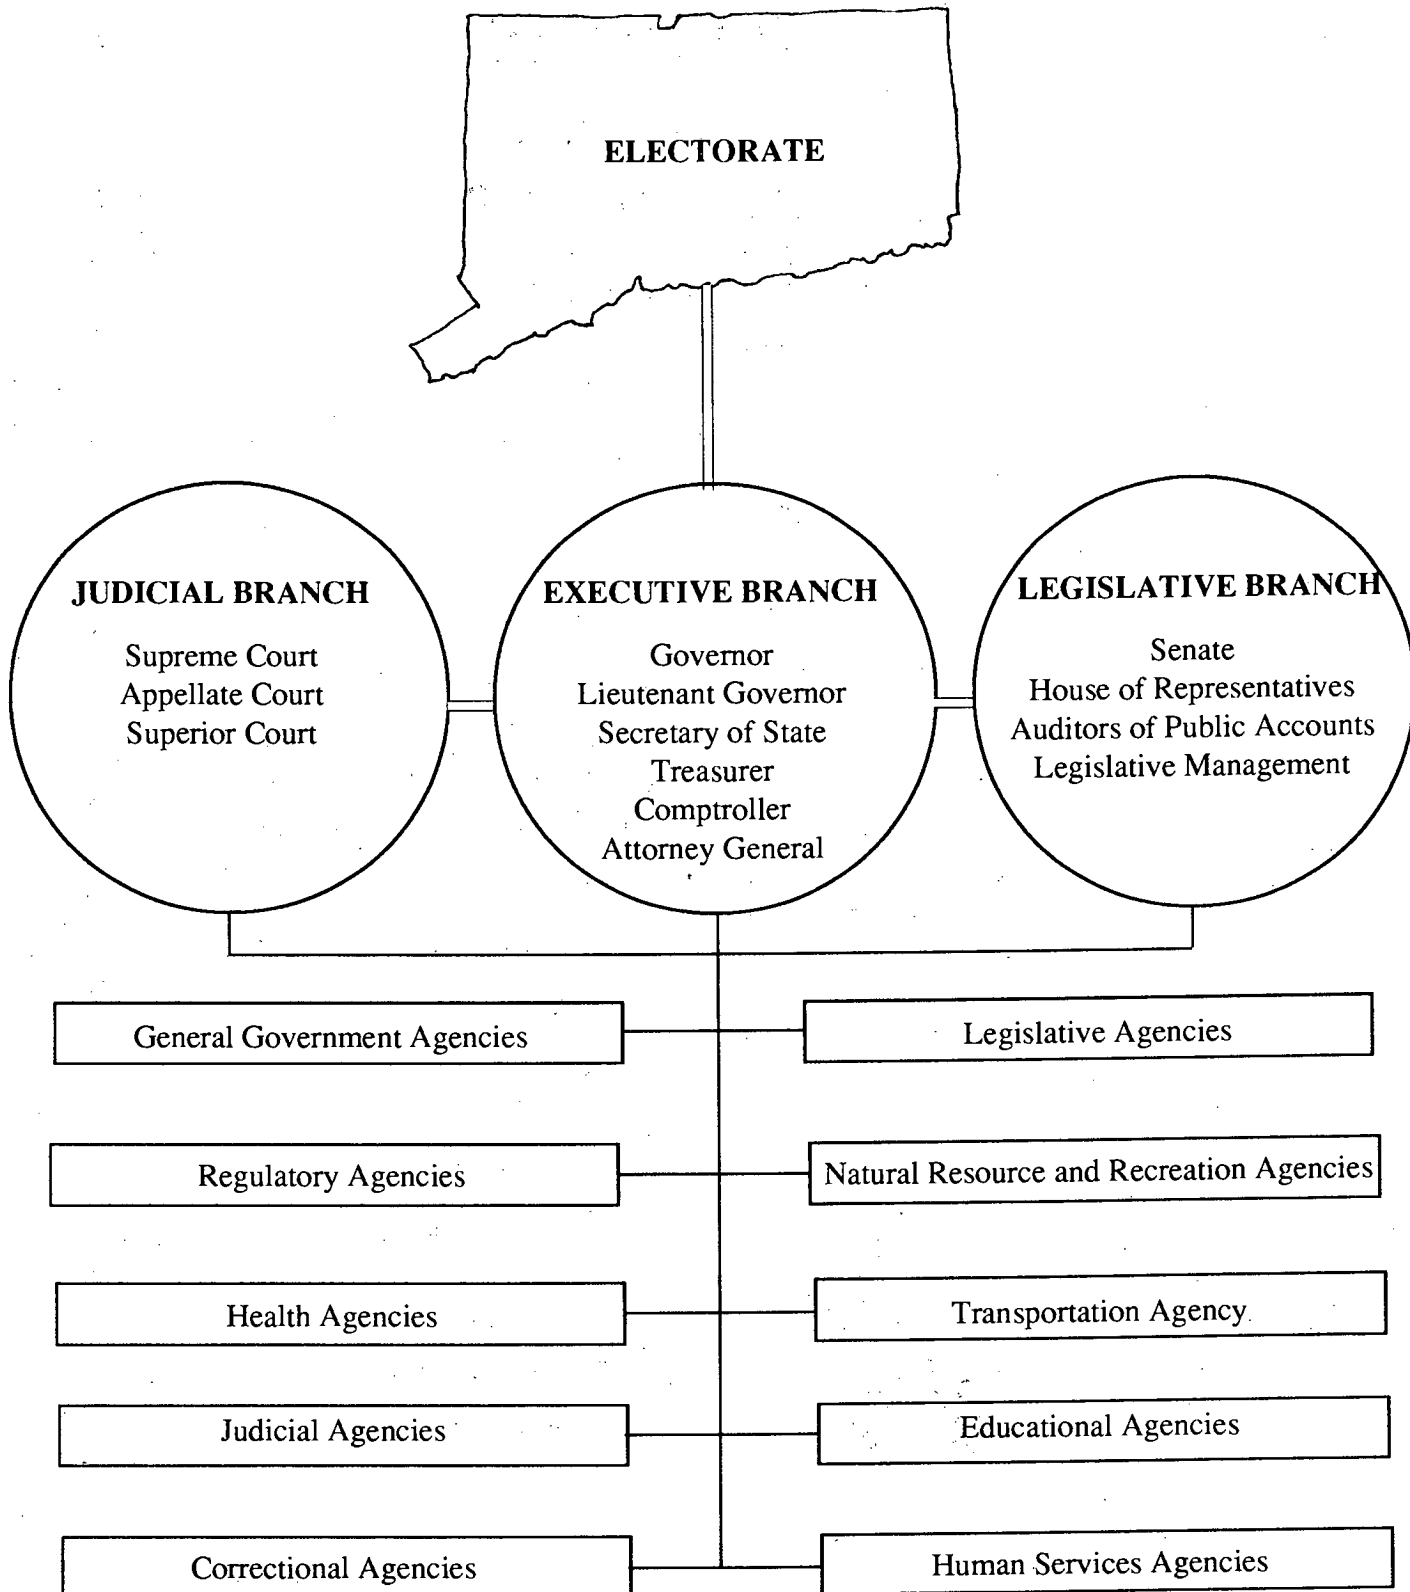 ELECTORATE
JUDICIAL BRANCH
Supreme Court
Appellate Court
Superior Court
EXECUTIVE BRANCH
Governor
Lieutenant Governor
Secretary of State
Treasurer
Comptroller
Attorney General
LEGISLATIVE BRANCH
Senate
House of Representatives
Auditors of Public Accounts
Legislative Management
General Government Agencies
Legislative Agencies
Regulatory Agencies
Natural Resource and Recreation Agencies
Health Agencies
Transportation Agency
Judicial Agencies
Educational Agencies
Correctional Agencies
Human Services Agencies